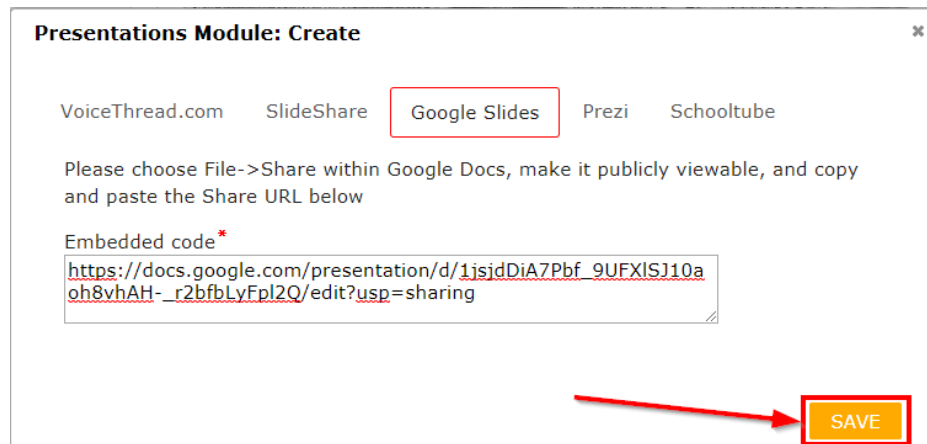 Presentations Module: Create
VoiceThread.com SlideShare Google Slides Prezi Schooltube
Please choose File->Share within Google Docs, make it publicly viewable, and copy
and paste the Share URL below
Embedded code*
https://docs.google.com/presentation/d/1jsjdDiA7Pbf_9UFXlSJ10a
oh8vhAH-_r2bfbLyFpl2Q/edit?usp=sharing
SAVE